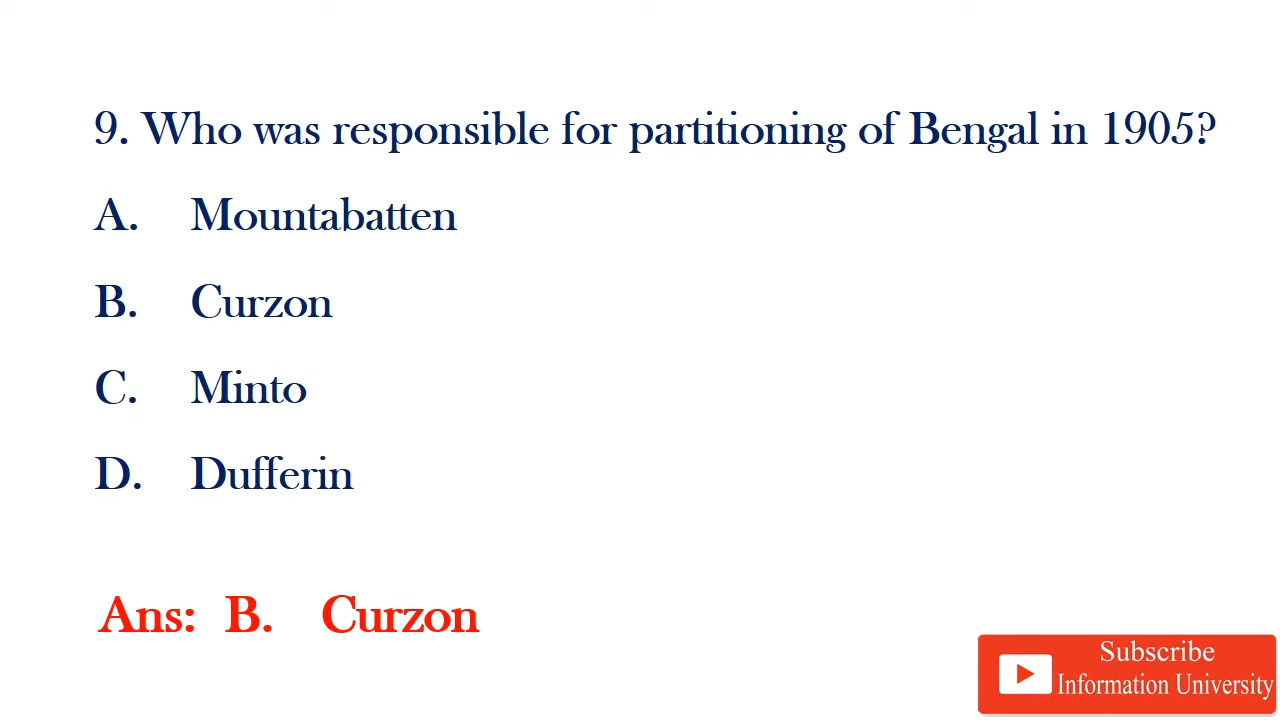 9. Who was responsible for partitioning of Bengal in 1905?
A. Mountabatten
B. Curzon
C. Minto
D. Dufferin
Ans: B. Curzon
Subscribe
Information University